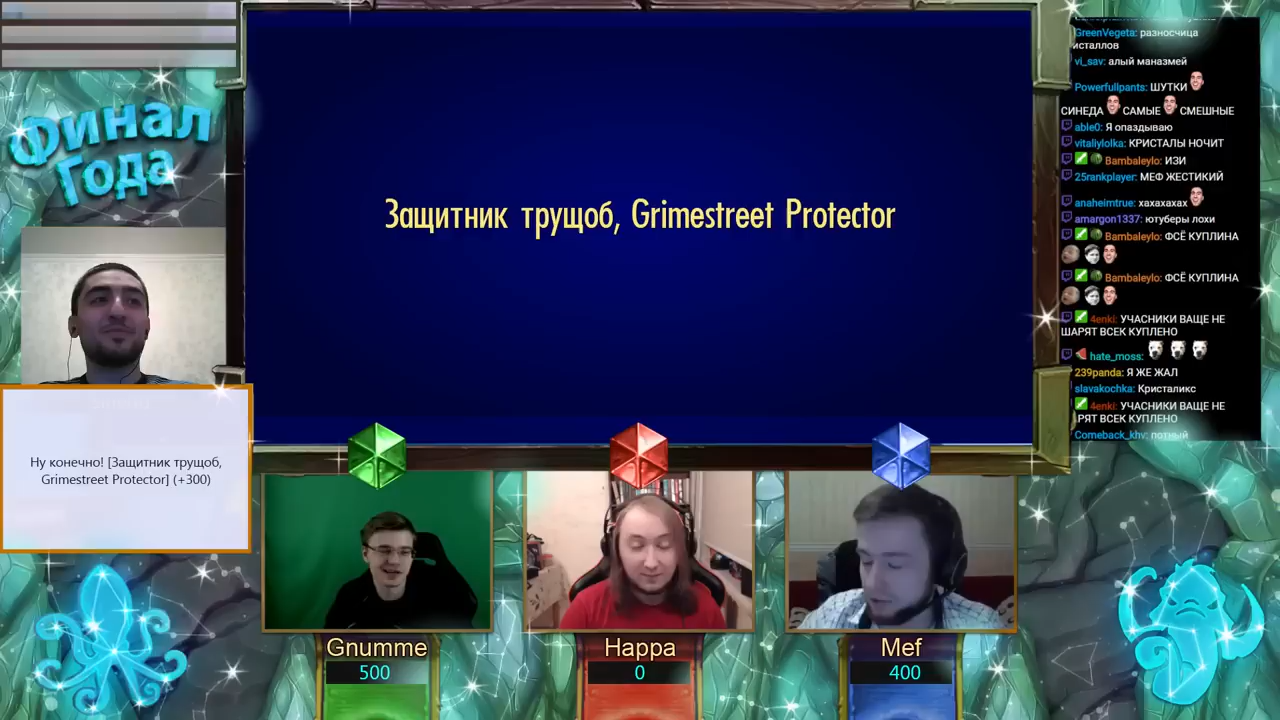 Финал
Года
Защитник трущоб, Grimestreet Protector
Ну конечно! [Защитник трущоб,
Grimestreet Protector] (+300)
Gnumme
500
Happa
0
Mef
400
GreenVegeta: разносчица
исталлов
vi_sav: алый маназмей
Powerfullpants: ШУТКИ
СИНЕДА САМЫЕ СМЕШНЫЕ
able0: Я опаздываю
vitaliylolka: КРИСТАЛЫ НОЧИТ
Bambaleylo: ИЗИ
25rankplayer: МЕФ ЖЕСТИКИЙ
anaheimtrue: хахахахах
amargon1337: ютуберы лохи
Bambaleylo: ФСЁ КУПЛИНА
Bambaleylo: ФСЁ КУПЛИНА
4enki: УЧАСНИКИ ВАЩЕ НЕ
ШАРЯТ ВСЕК КУПЛЕНО
hate_moss:
239panda: Я ЖЕ ЖАЛ
slavakochka: Кристаликс
4enki: УЧАСНИКИ ВАЩЕ НЕ
РЯТ ВСЕК КУПЛЕНО
Comeback_khv: потный